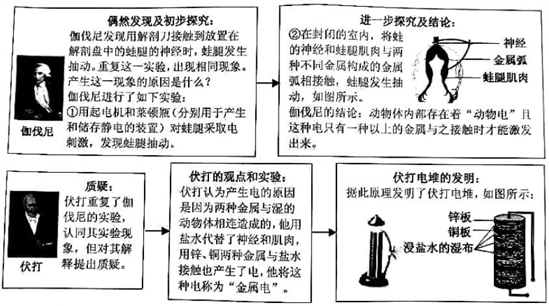 偶然发现及初步探究:
伽伐尼发现用解剖刀接触到放置在
解剖盘中的蛙腿的神经时,蛙腿发生
抽动。重复这一实验,出现相同现象。
产生这一现象的原因是什么?
伽伐尼进行了如下实验:
①用起电机和莱顿瓶(分别用于产生
和储存静电的装置)对蛙腿采取电
刺激,发现蛙腿抽动。
伽伐尼
进一步探究及结论:
②在封闭的室内,将蛙
的神经和蛙腿肌肉与两
种不同金属构成的金属
弧相接触,蛙腿发生抽
动,如图所示。
神经
金属弧
蛙腿肌肉
伽伐尼的结论:动物体内部存在着“动物电”且
这种电只有一种以上的金属与之接触时才能激发
出来。
质疑:
伏打重复了伽
伐尼的实验,
认同其实验现
象,但对其解
释提出质疑。
伏打
伏打的观点和实验:
伏打认为产生电的原因
是因为两种金属与湿的
动物体相连造成的,他用
盐水代替了神经和肌肉,
用锌、铜两种金属与盐水
接触也产生了电,他将这
种电称为“金属电”。
伏打电堆的发明:
据此原理发明了伏打电堆,如图所示:
锌板
铜板
浸盐水的湿布